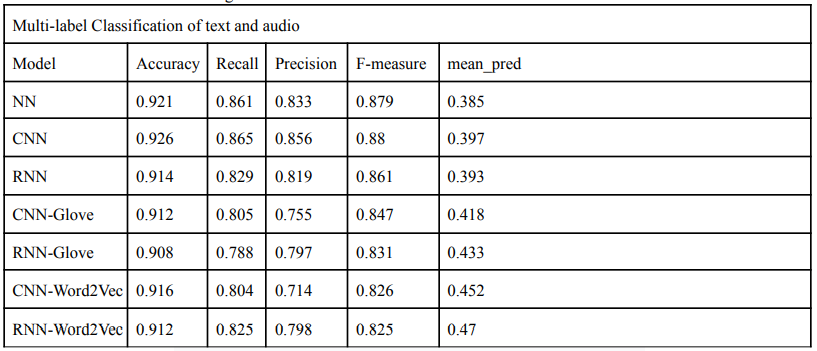 Multi-label Classification of text and audio
Model Accuracy Recall Precision F-measure mean_pred
NN 0.921 0.861 0.833 0.879 0.385
CNN 0.926 0.865 0.856 0.88 0.397
RNN 0.914 0.829 0.819 0.861 0.393
CNN-Glove 0.912 0.805 0.755 0.847 0.418
RNN-Glove 0.908 0.788 0.797 0.831 0.433
CNN-Word2Vec 0.916 0.804 0.714 0.826 0.452
RNN-Word2Vec 0.912 0.825 0.798 0.825 0.47